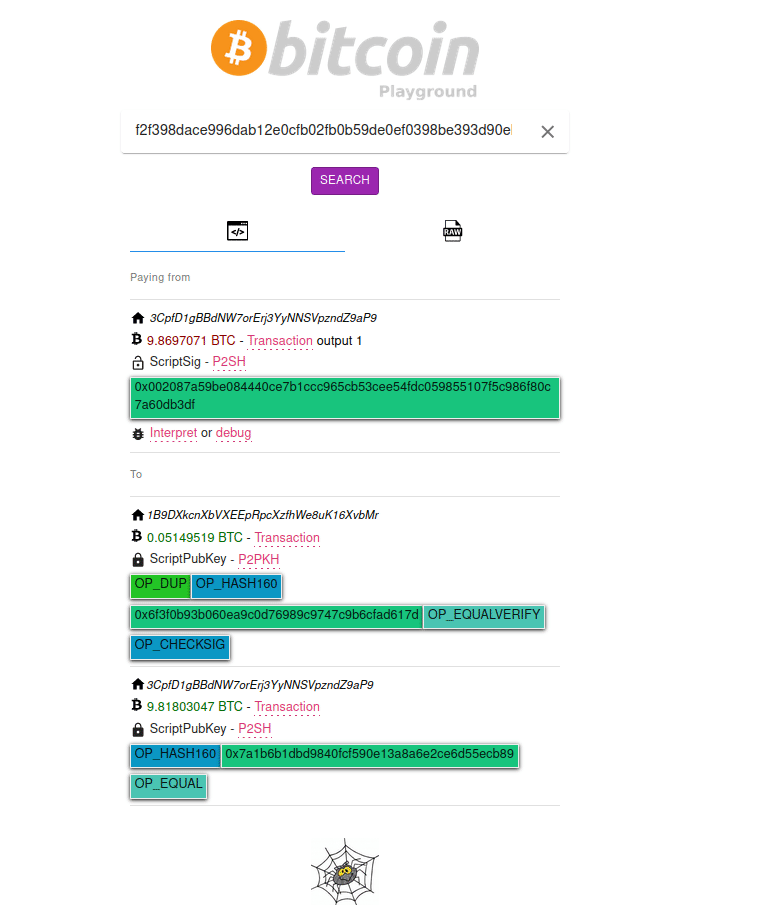 bitcoin
Playground
f2f398dace996dab12e0cfb02fb0b59de0ef0398be393d90e
SEARCH
RAW
Paying from
3CpfD1gBBdNW7orErj3YyNNSVpzndZ9aP9
9.8697071 BTC - Transaction output 1
ScriptSig - P2SH
0x002087a59be084440ce7b1ccc965cb53cee54fdc059855107f5c986f80c
7a60db3df
Interpret or debug
To
1B9DXkcnXbVXEEpRpcXzfhWe8uK16XvbMr
0.05149519 BTC - Transaction
ScriptPubKey - P2PKH
OP_DUP OP_HASH160
0x6f3f0b93b060ea9c0d76989c9747c9b6cfad617d OP_EQUALVERIFY
OP_CHECKSIG
3CpfD1gBBdNW7orErj3YyNNSVpzndZ9aP9
9.81803047 BTC - Transaction
ScriptPubKey - P2SH
OP_HASH160 0x7a1b6b1dbd9840fcf590e13a8a6e2ce6d55ecb89
OP_EQUAL